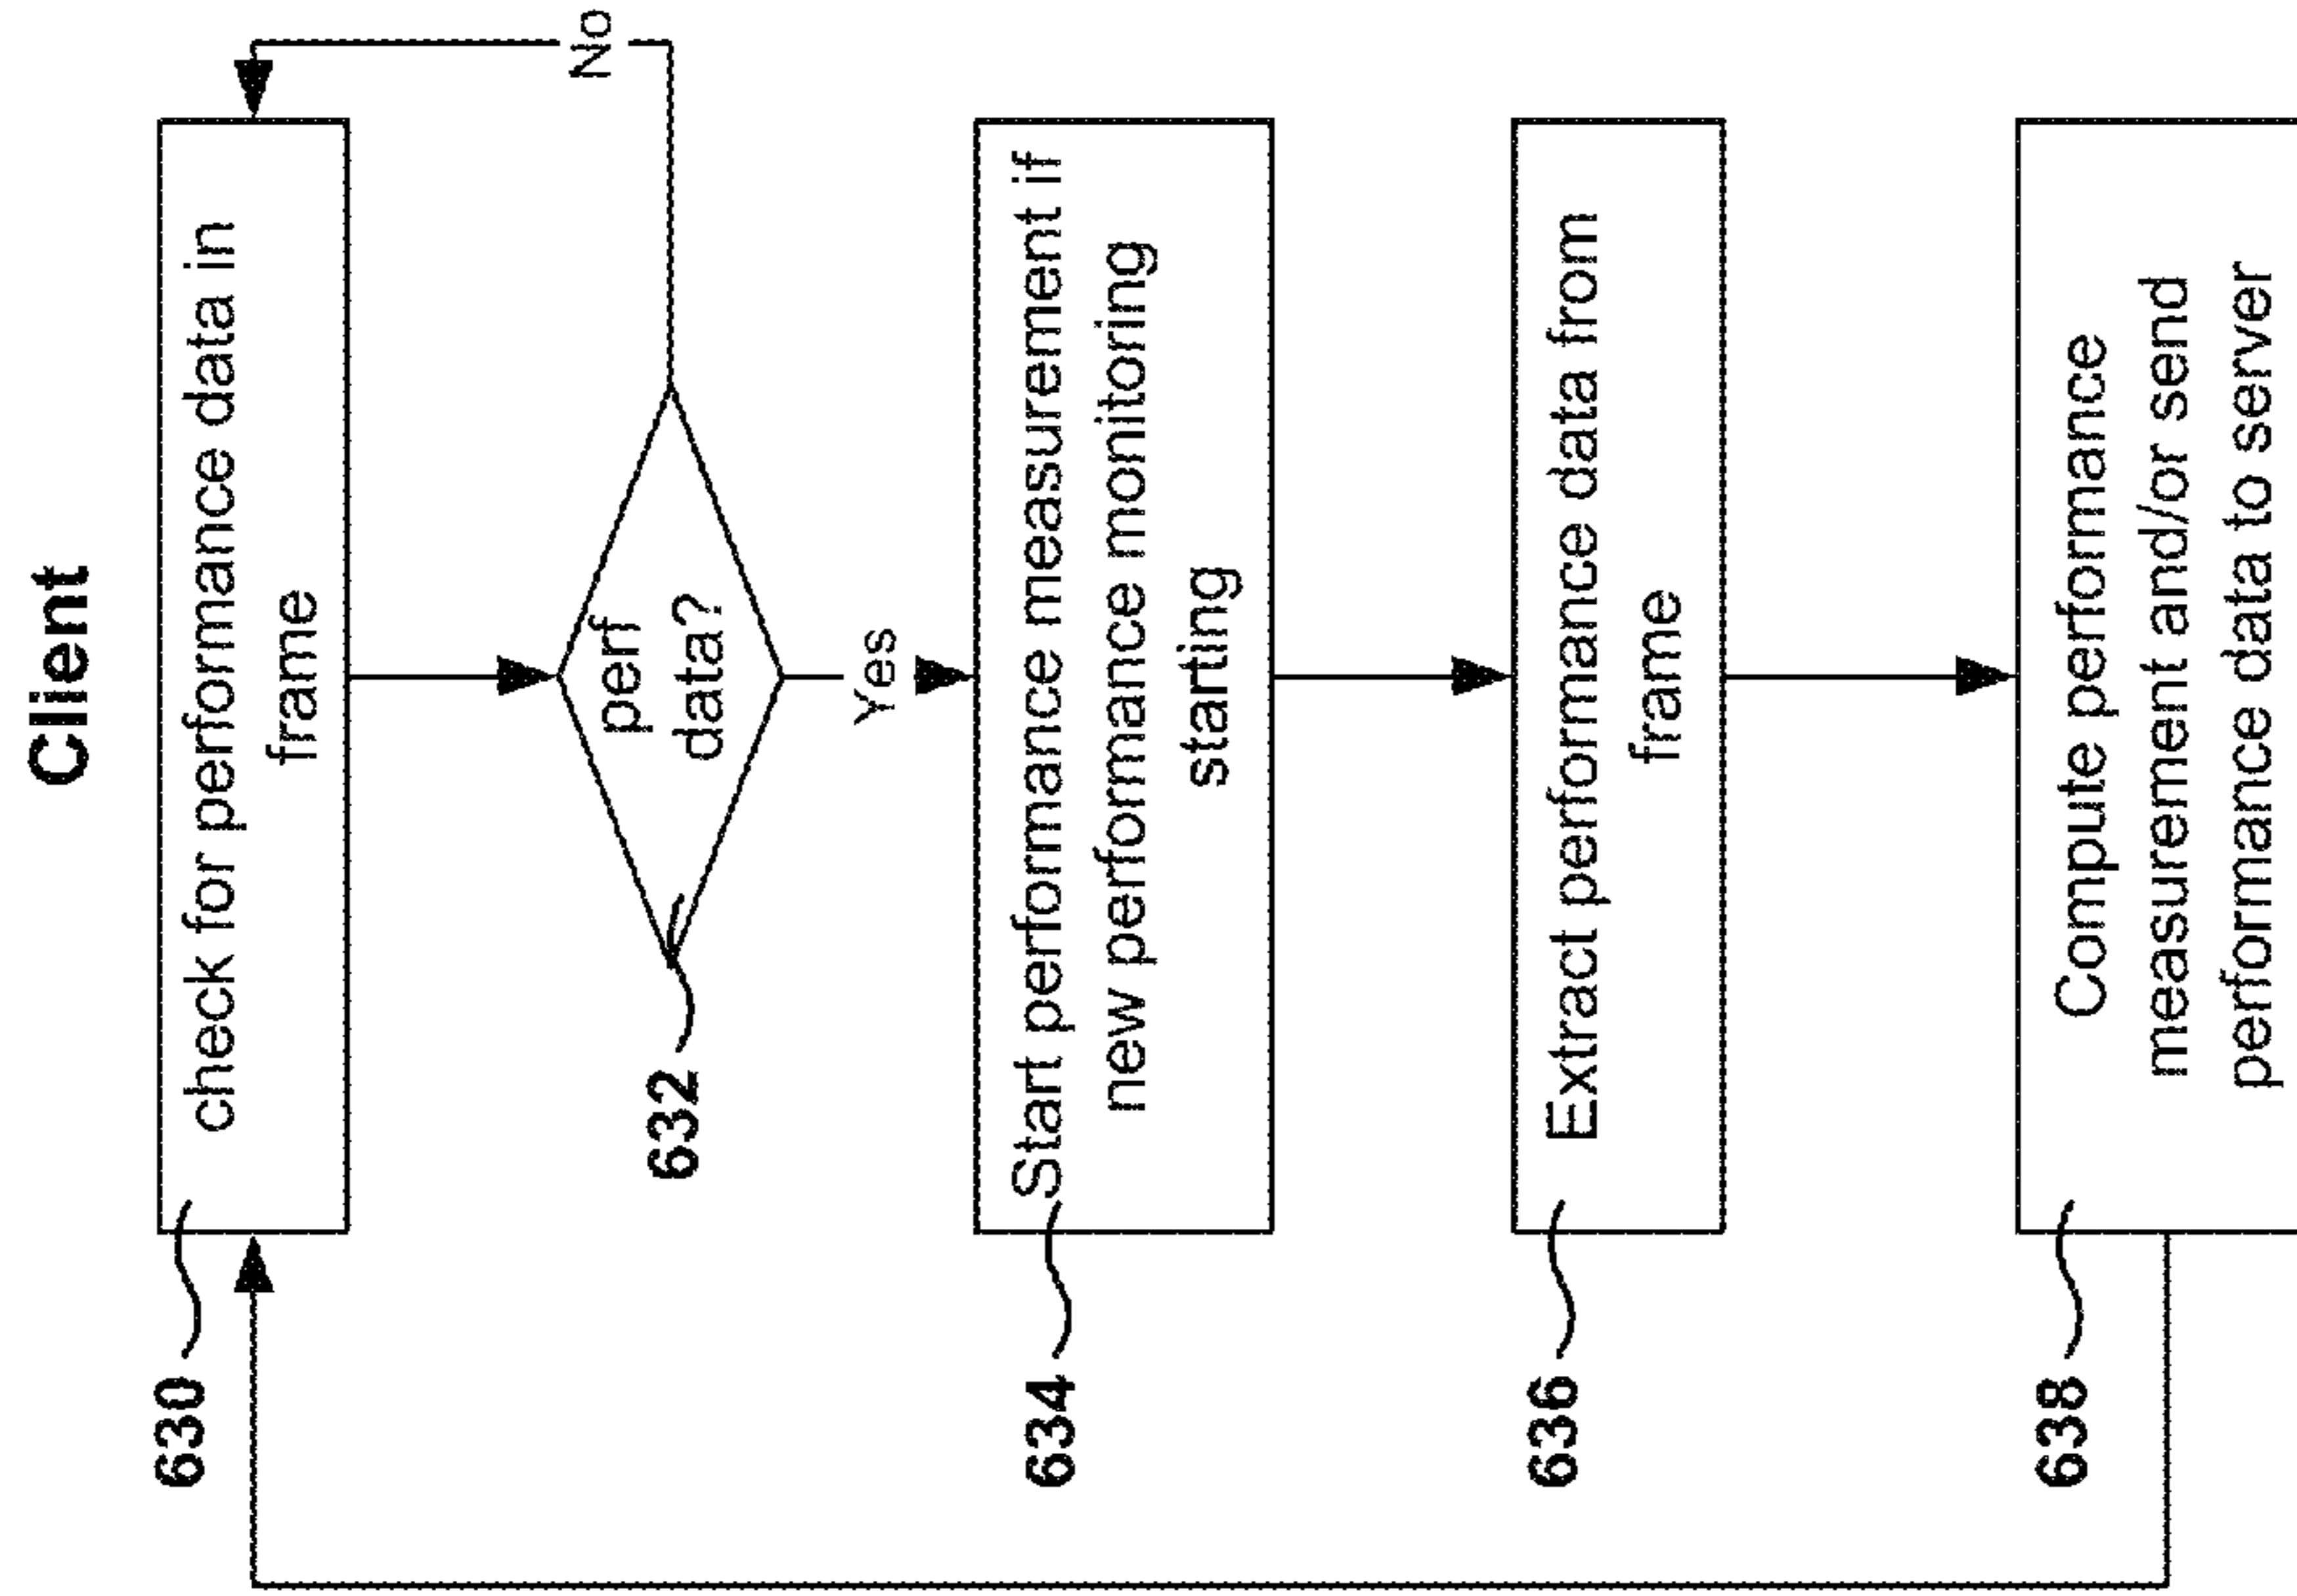 Client
630
check for performance data in
frame
No
632
perf
data?
Yes
634
Start performance measurement if
new performance monitoring
starting
636
Extract performance data from
frame
638
Compute performance
measurement and/or send
performance data to server